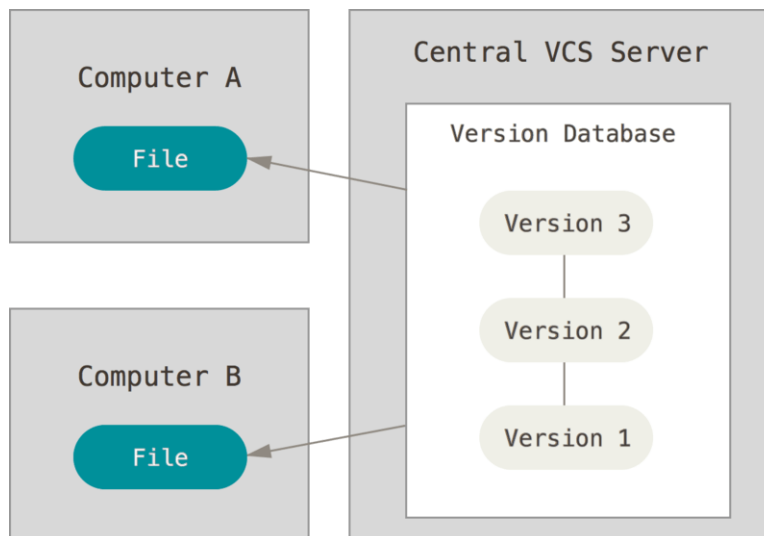 Computer A
File
Computer B
File
Central VCS Server
Version Database
Version 3
Version 2
Version 1